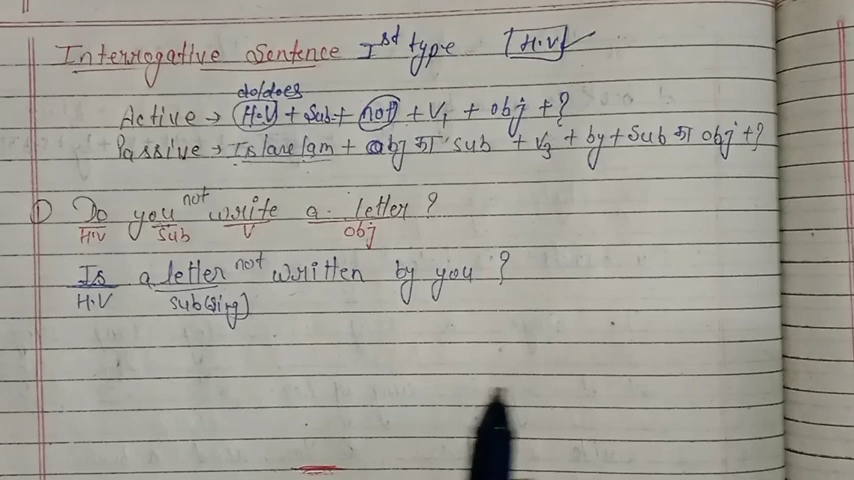 Interrogative Sentence Ist type [H.V]
do/does
Active → H.V + Sub + not + V1 + obj + ?
Passive → Is/are/am + obj का sub + V3 + by + Sub का obj + ?
① Do you not write a letter ?
H.V Sub V obj
Is a letter not written by you ?
H.V sub(sing)